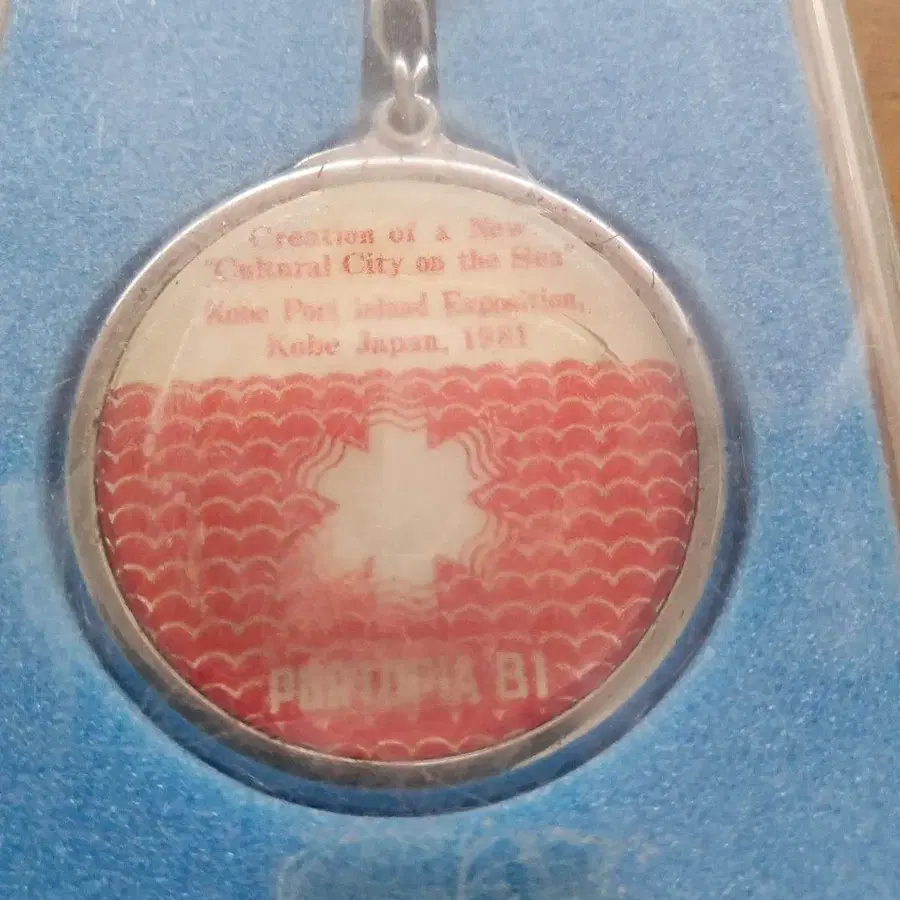 Creation of a New
"Cultural City on the Sea"
Kobe Port Island Exposition,
Kobe Japan, 1981
PORTOPIA 81